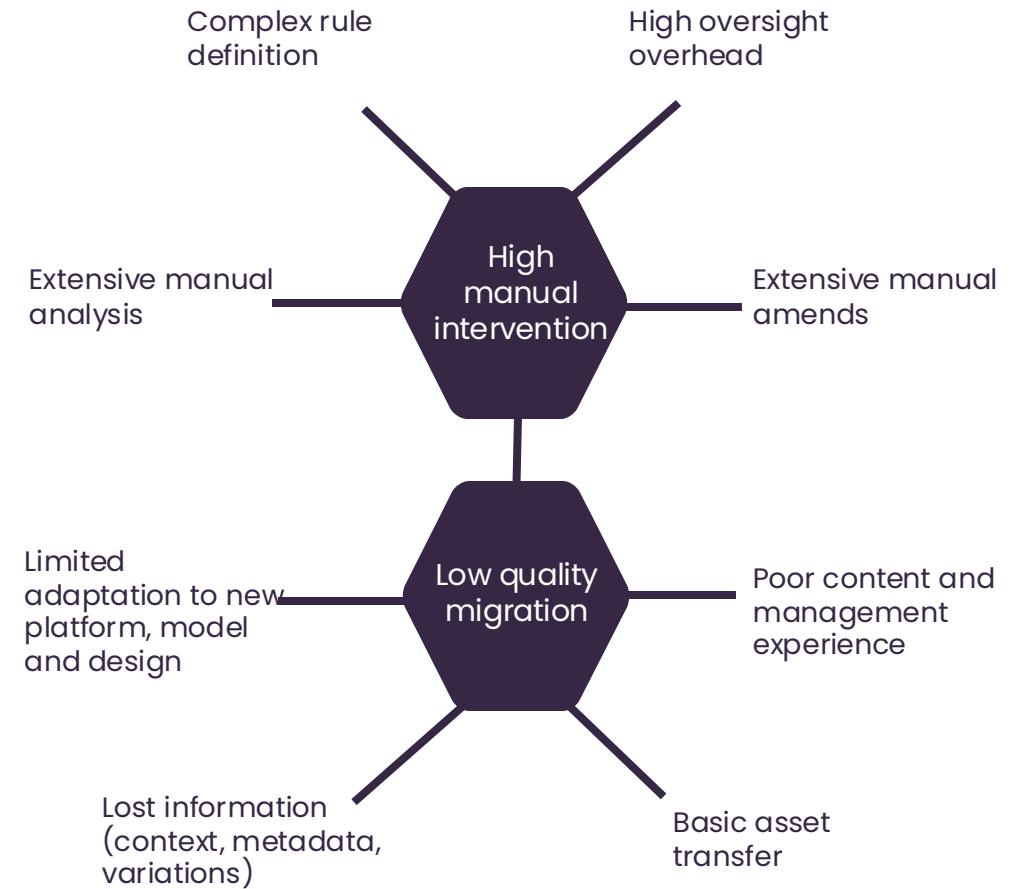 Complex rule
definition
High oversight
overhead
Extensive manual
analysis
High
manual
intervention
Extensive manual
amends
Limited
adaptation to new
platform, model
and design
Low quality
migration
Poor content and
management
experience
Lost information
(context, metadata,
variations)
Basic asset
transfer